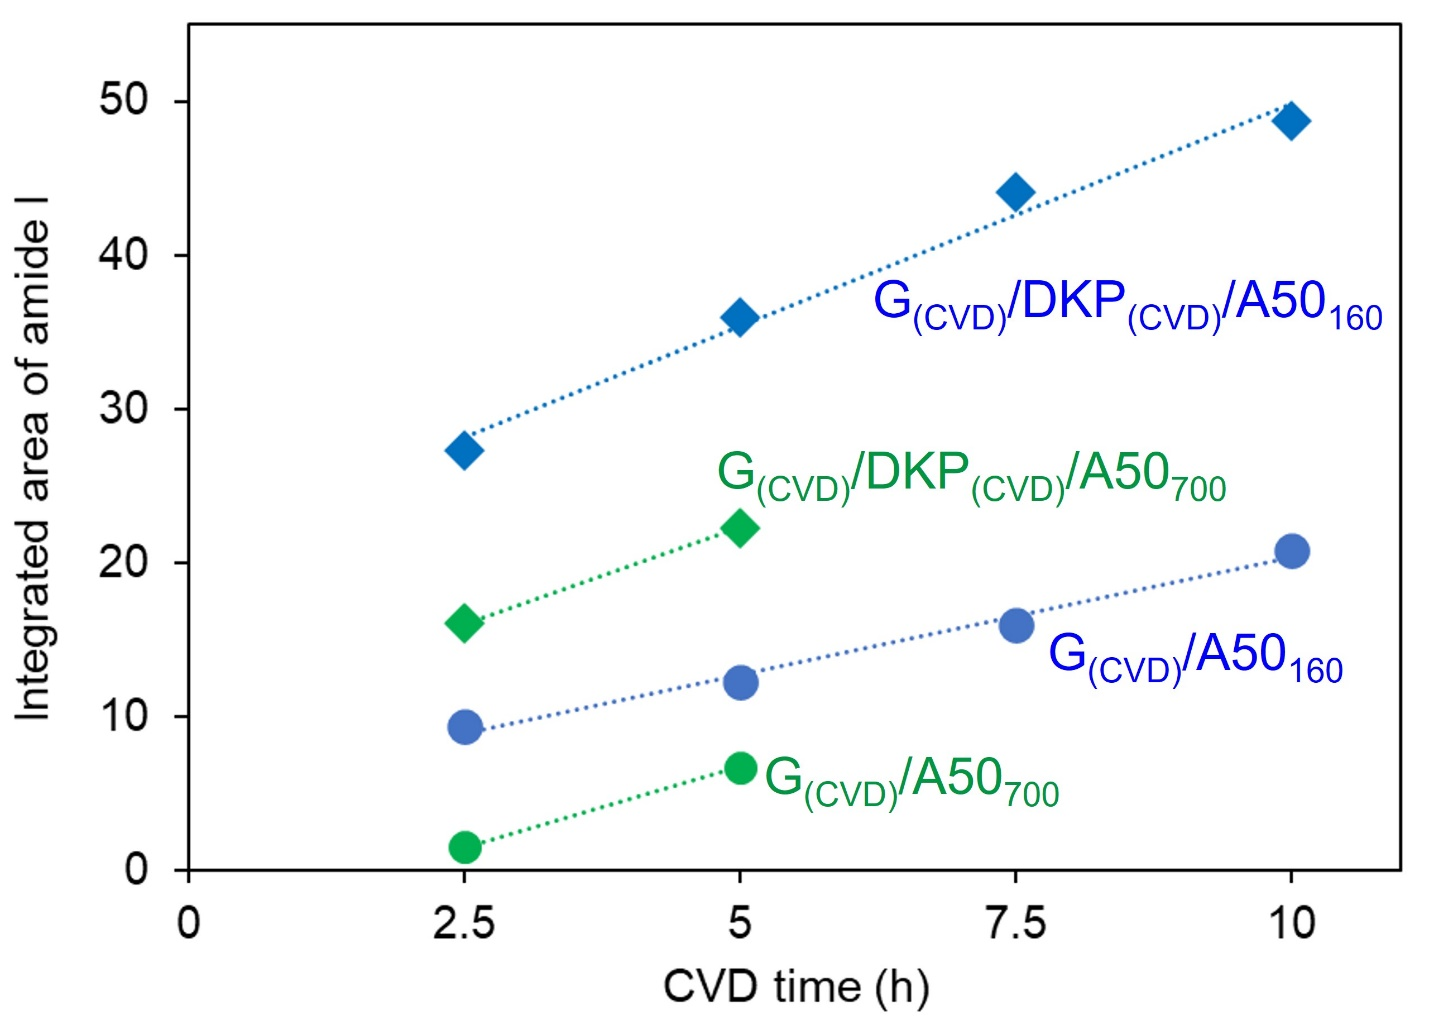 Integrated area of amide I
50
40
30
20
10
0
G(CVD)/DKP(CVD)/A50160
G(CVD)/DKP(CVD)/A50700
G(CVD)/A50160
G(CVD)/A50700
0 2.5 5 7.5 10
CVD time (h)